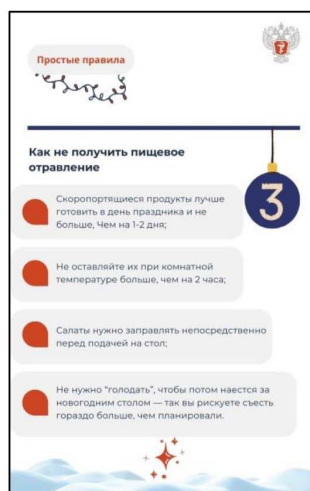 Простые правила
Как не получить пищевое
отравление
3
Скоропортящиеся продукты лучше
готовить в день праздника и не
больше, Чем на 1-2 дня;
Не оставляйте их при комнатной
температуре больше, чем на 2 часа;
Салаты нужно заправлять непосредственно
перед подачей на стол;
Не нужно “голодать”, чтобы потом наестся за
новогодним столом — так вы рискуете съесть
гораздо больше, чем планировали.